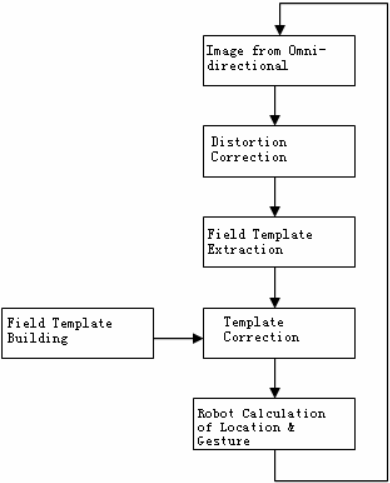 Image from Omni-
directional
Distortion
Correction
Field Template
Extraction
Field Template
Building
Template
Correction
Robot Calculation
of Location &
Gesture